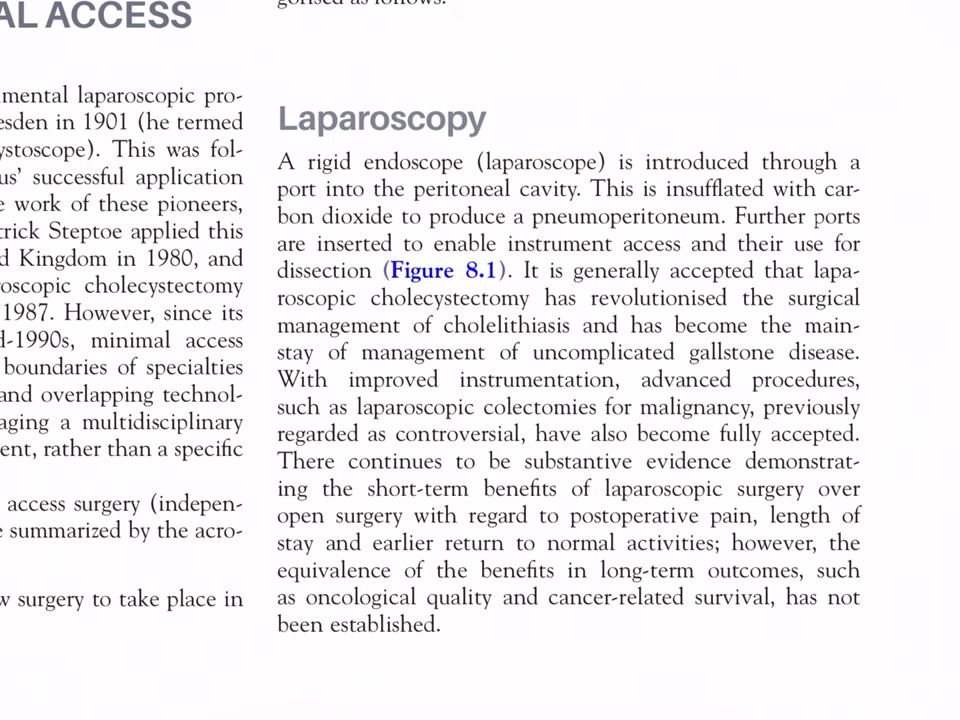 AL ACCESS
mental laparoscopic pro-
esden in 1901 (he termed
ystoscope). This was fol-
us’ successful application
e work of these pioneers,
trick Steptoe applied this
d Kingdom in 1980, and
roscopic cholecystectomy
1987. However, since its
d-1990s, minimal access
boundaries of specialties
and overlapping technol-
aging a multidisciplinary
ent, rather than a specific
access surgery (indepen-
e summarized by the acro-
w surgery to take place in
gorised as follows:
Laparoscopy
A rigid endoscope (laparoscope) is introduced through a
port into the peritoneal cavity. This is insufflated with car-
bon dioxide to produce a pneumoperitoneum. Further ports
are inserted to enable instrument access and their use for
dissection (Figure 8.1). It is generally accepted that lapa-
roscopic cholecystectomy has revolutionised the surgical
management of cholelithiasis and has become the main-
stay of management of uncomplicated gallstone disease.
With improved instrumentation, advanced procedures,
such as laparoscopic colectomies for malignancy, previously
regarded as controversial, have also become fully accepted.
There continues to be substantive evidence demonstrat-
ing the short-term benefits of laparoscopic surgery over
open surgery with regard to postoperative pain, length of
stay and earlier return to normal activities; however, the
equivalence of the benefits in long-term outcomes, such
as oncological quality and cancer-related survival, has not
been established.